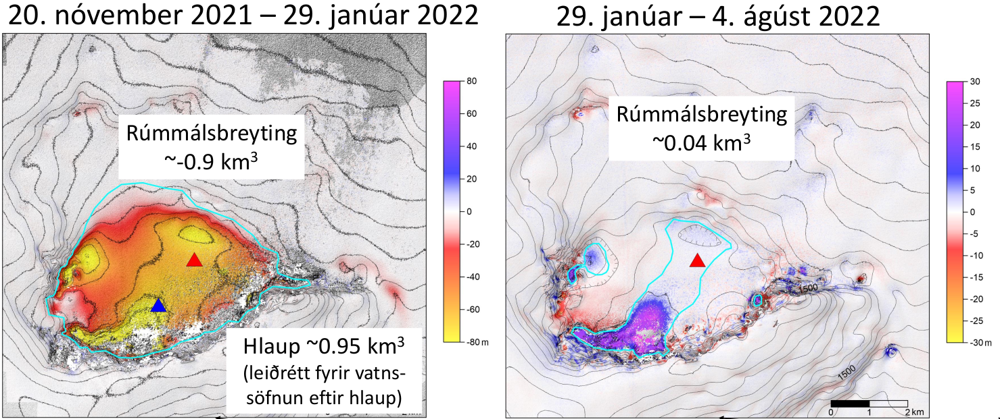 20. nóvember 2021 – 29. janúar 2022
Rúmmálsbreyting
~-0.9 km³
Hlaup ~0.95 km³
(leiðrétt fyrir vatns-
söfnun eftir hlaup)
80
60
40
20
0
-20
-40
-60
-80 m
29. janúar – 4. ágúst 2022
Rúmmálsbreyting
~0.04 km³
1500
1500
0 1 2 km
30
25
20
15
10
5
0
-5
-10
-15
-20
-25
-30 m